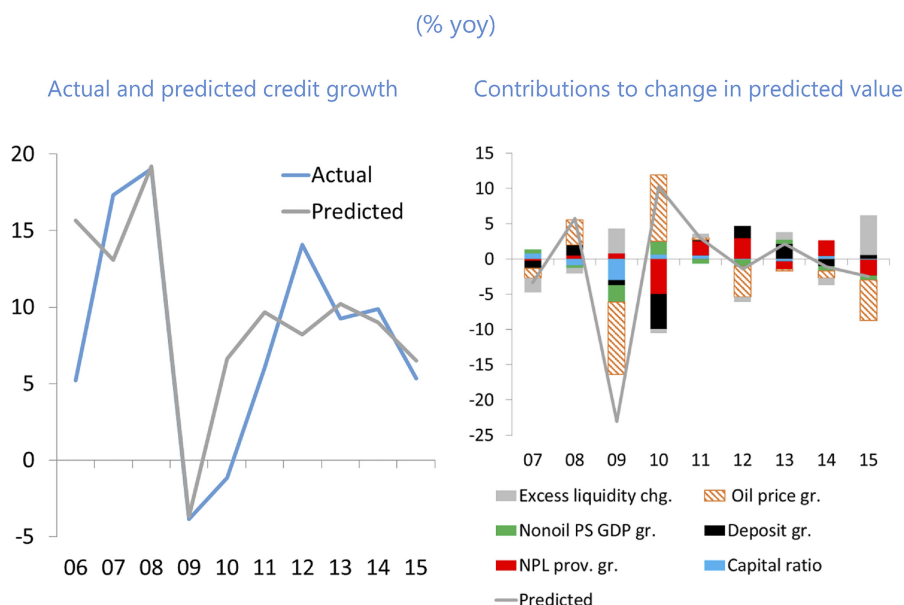 (% yoy)
Actual and predicted credit growth
20
15
10
5
0
-5
06 07 08 09 10 11 12 13 14 15
Actual
Predicted
Contributions to change in predicted value
15
10
5
0
-5
-10
-15
-20
-25
07 08 09 10 11 12 13 14 15
Excess liquidity chg. Oil price gr.
Nonoil PS GDP gr. Deposit gr.
NPL prov. gr. Capital ratio
Predicted